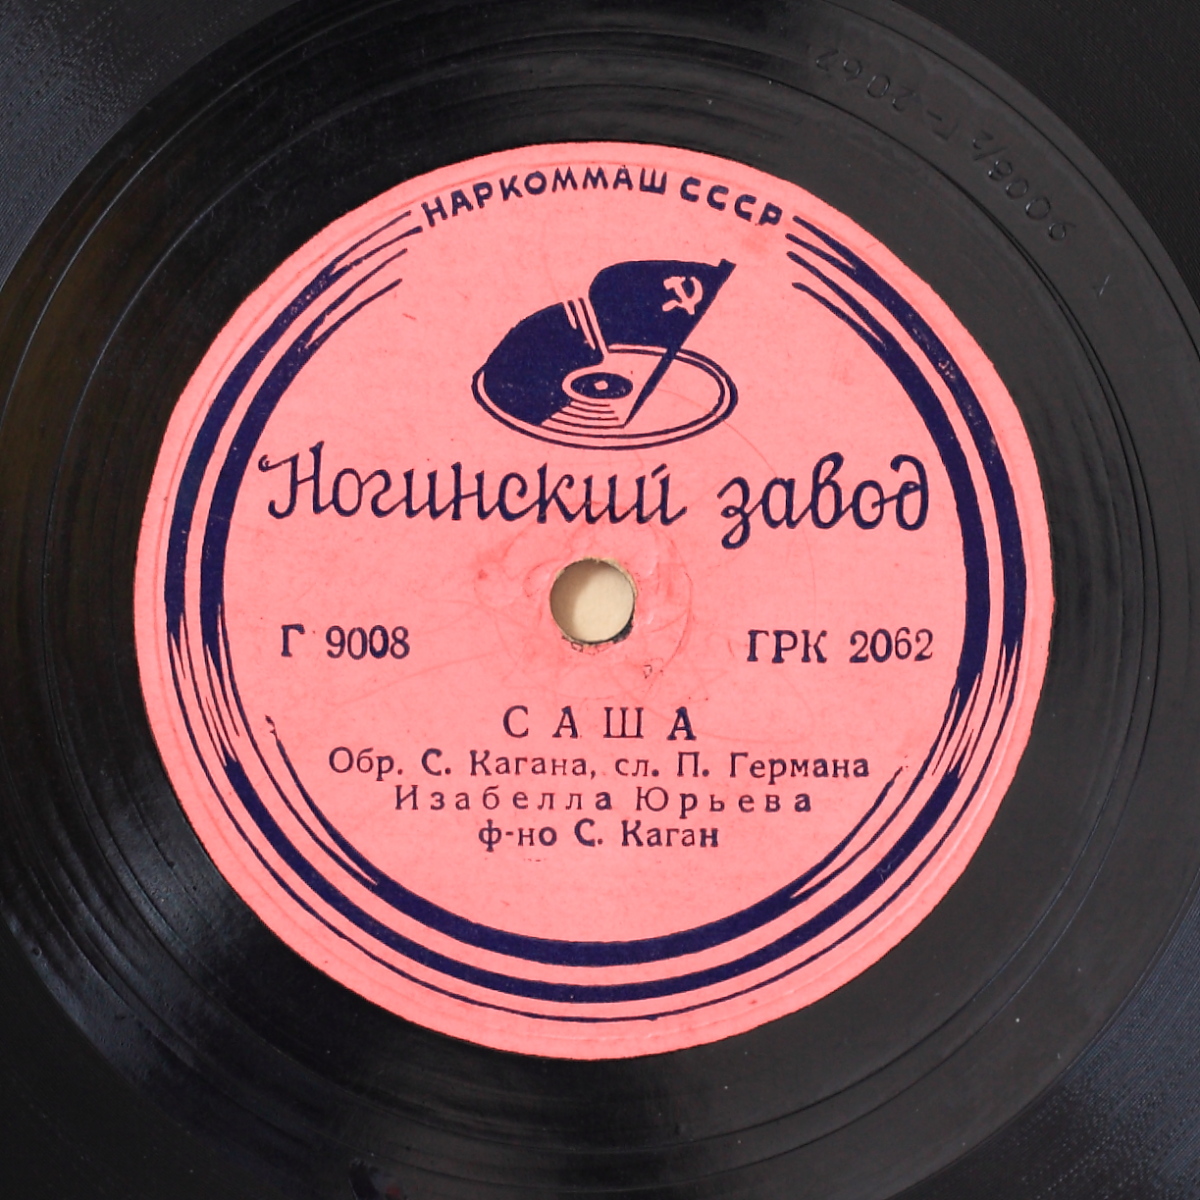 НАРКОММАШ СССР
Ногинский завод
Г 9008 ГРК 2062
САША
Обр. С. Кагана, сл. П. Германа
Изабелла Юрьева
ф-но С. Каган